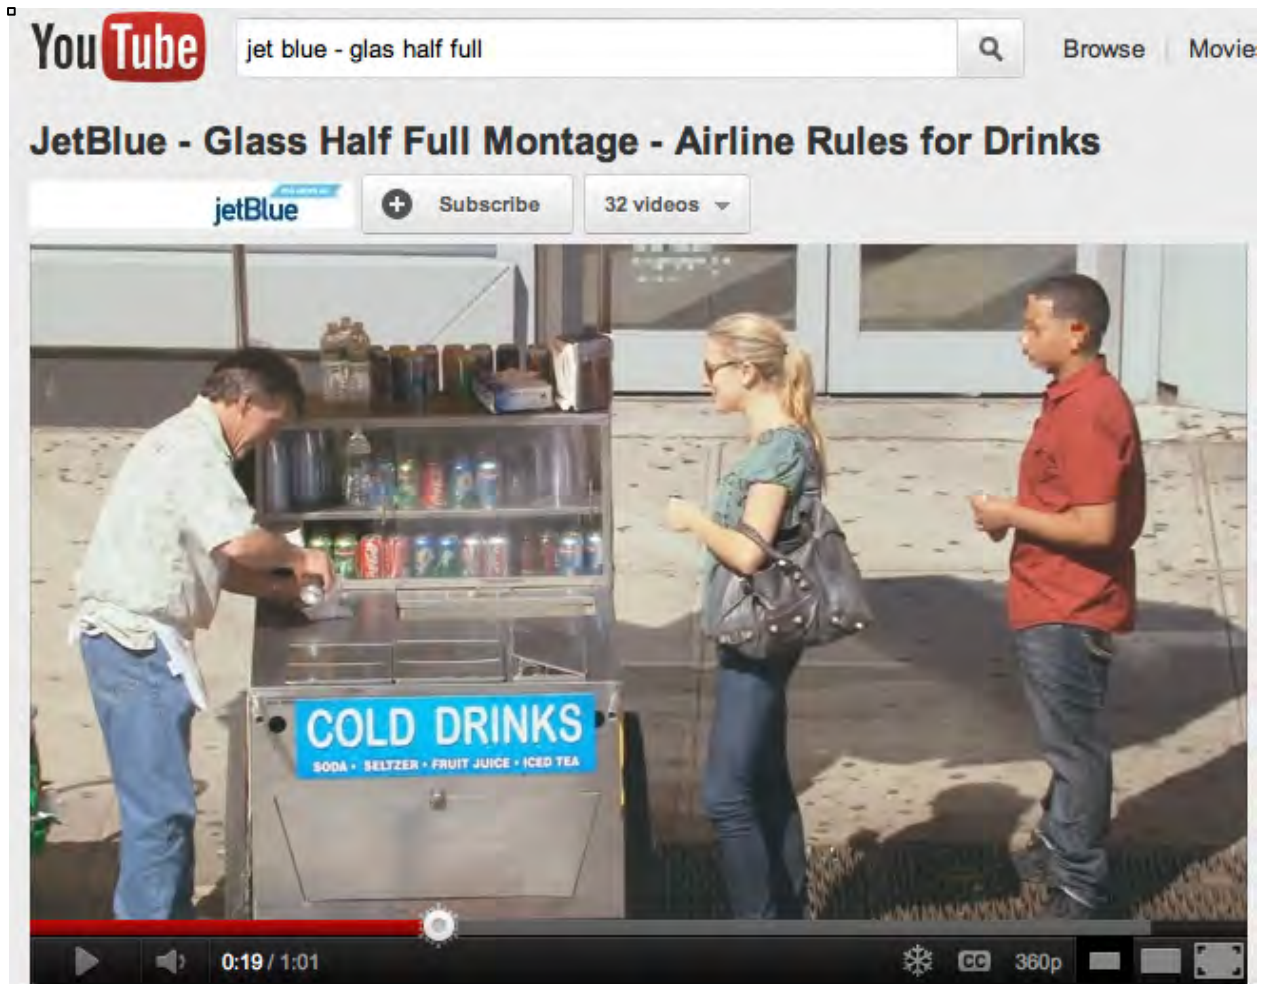 You Tube
jet blue - glas half full
Browse
Movie
JetBlue - Glass Half Full Montage - Airline Rules for Drinks
jetBlue
Subscribe
32 videos
COLD DRINKS
SODA • SELTZER • FRUIT JUICE • ICED TEA
0:19 / 1:01
CC
360p